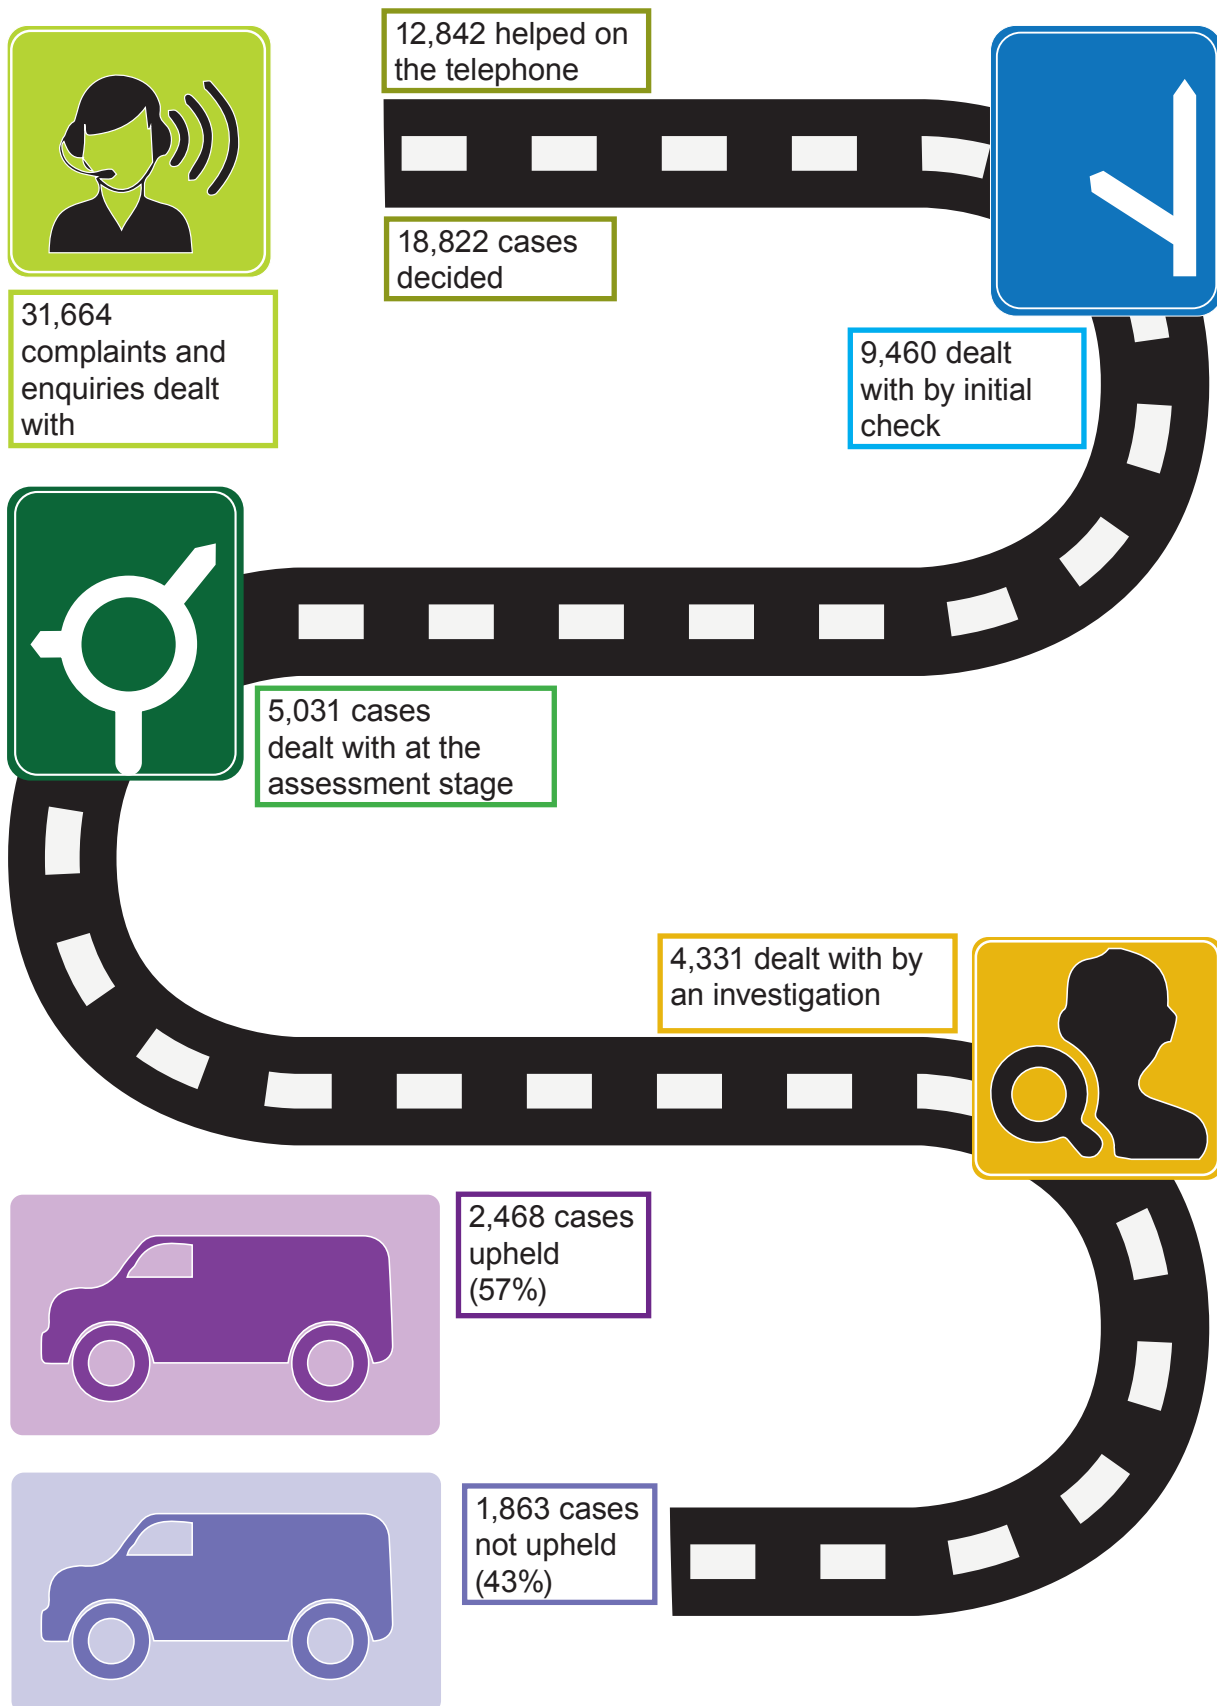 12,842 helped on
the telephone
18,822 cases
decided
31,664
complaints and
enquiries dealt
with
9,460 dealt
with by initial
check
5,031 cases
dealt with at the
assessment stage
4,331 dealt with by
an investigation
2,468 cases
upheld
(57%)
1,863 cases
not upheld
(43%)